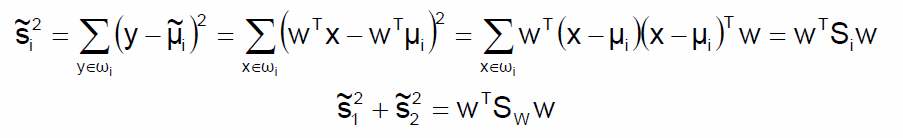 s̃ᵢ² = ∑_{y∈ωᵢ} (y − μ̃ᵢ)² = ∑_{x∈ωᵢ} (wᵀx − wᵀμᵢ)² = ∑_{x∈ωᵢ} wᵀ(x − μᵢ)(x − μᵢ)ᵀw = wᵀSᵢw
s̃₁² + s̃₂² = wᵀS_W w